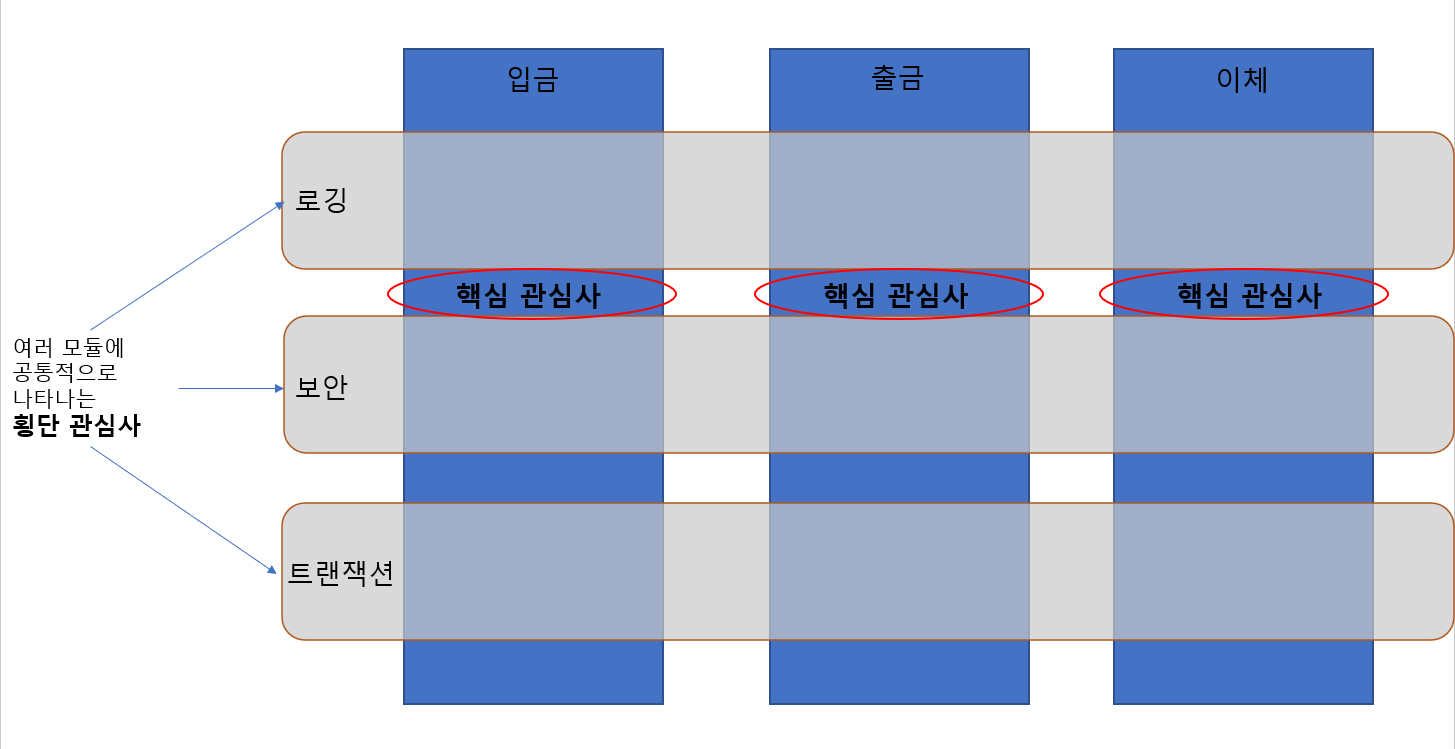 입금
출금
이체
로깅
핵심 관심사
핵심 관심사
핵심 관심사
여러 모듈에
공통적으로
나타나는
횡단 관심사
보안
트랜잭션